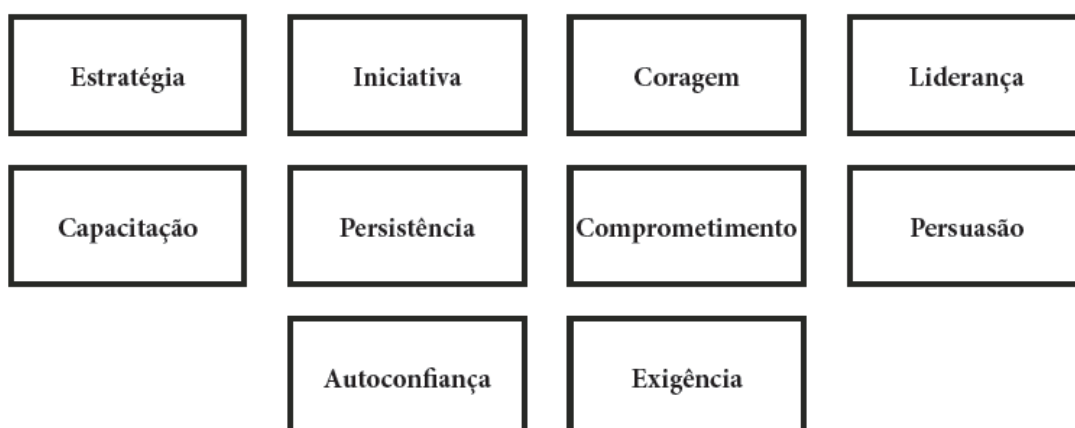 Estratégia
Iniciativa
Coragem
Liderança
Capacitação
Persistência
Comprometimento
Persuasão
Autoconfiança
Exigência